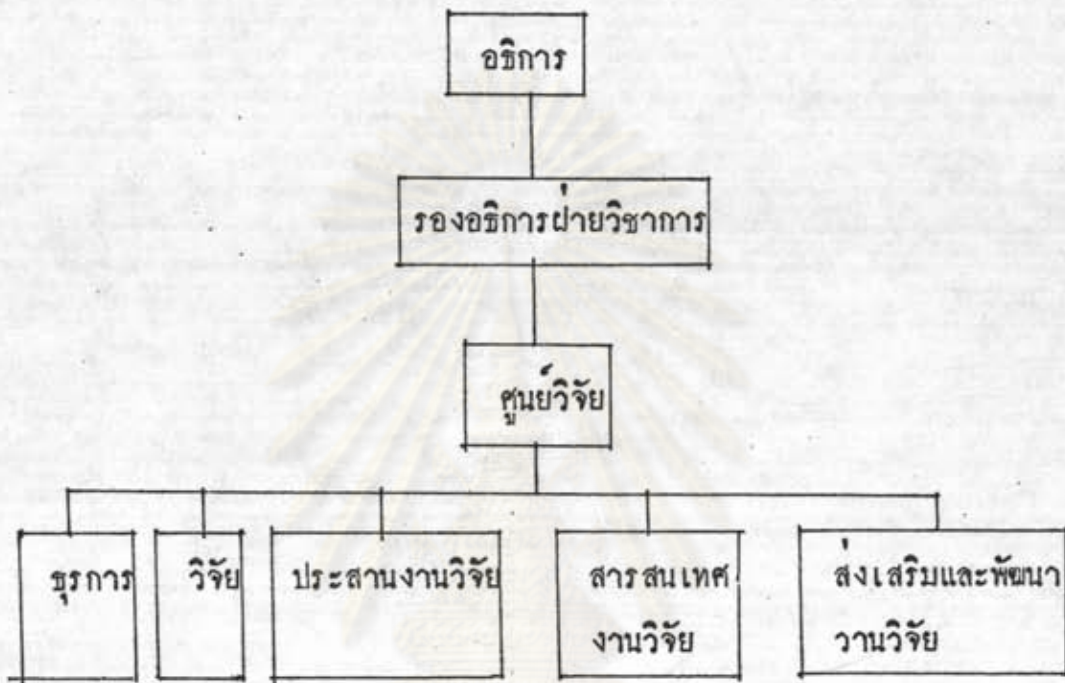 อธิการ
รองอธิการฝ่ายวิชาการ
ศูนย์วิจัย
ธุรการ
วิจัย
ประสานงานวิจัย
สารสนเทศ
งานวิจัย
ส่งเสริมและพัฒนา
วานวิจัย